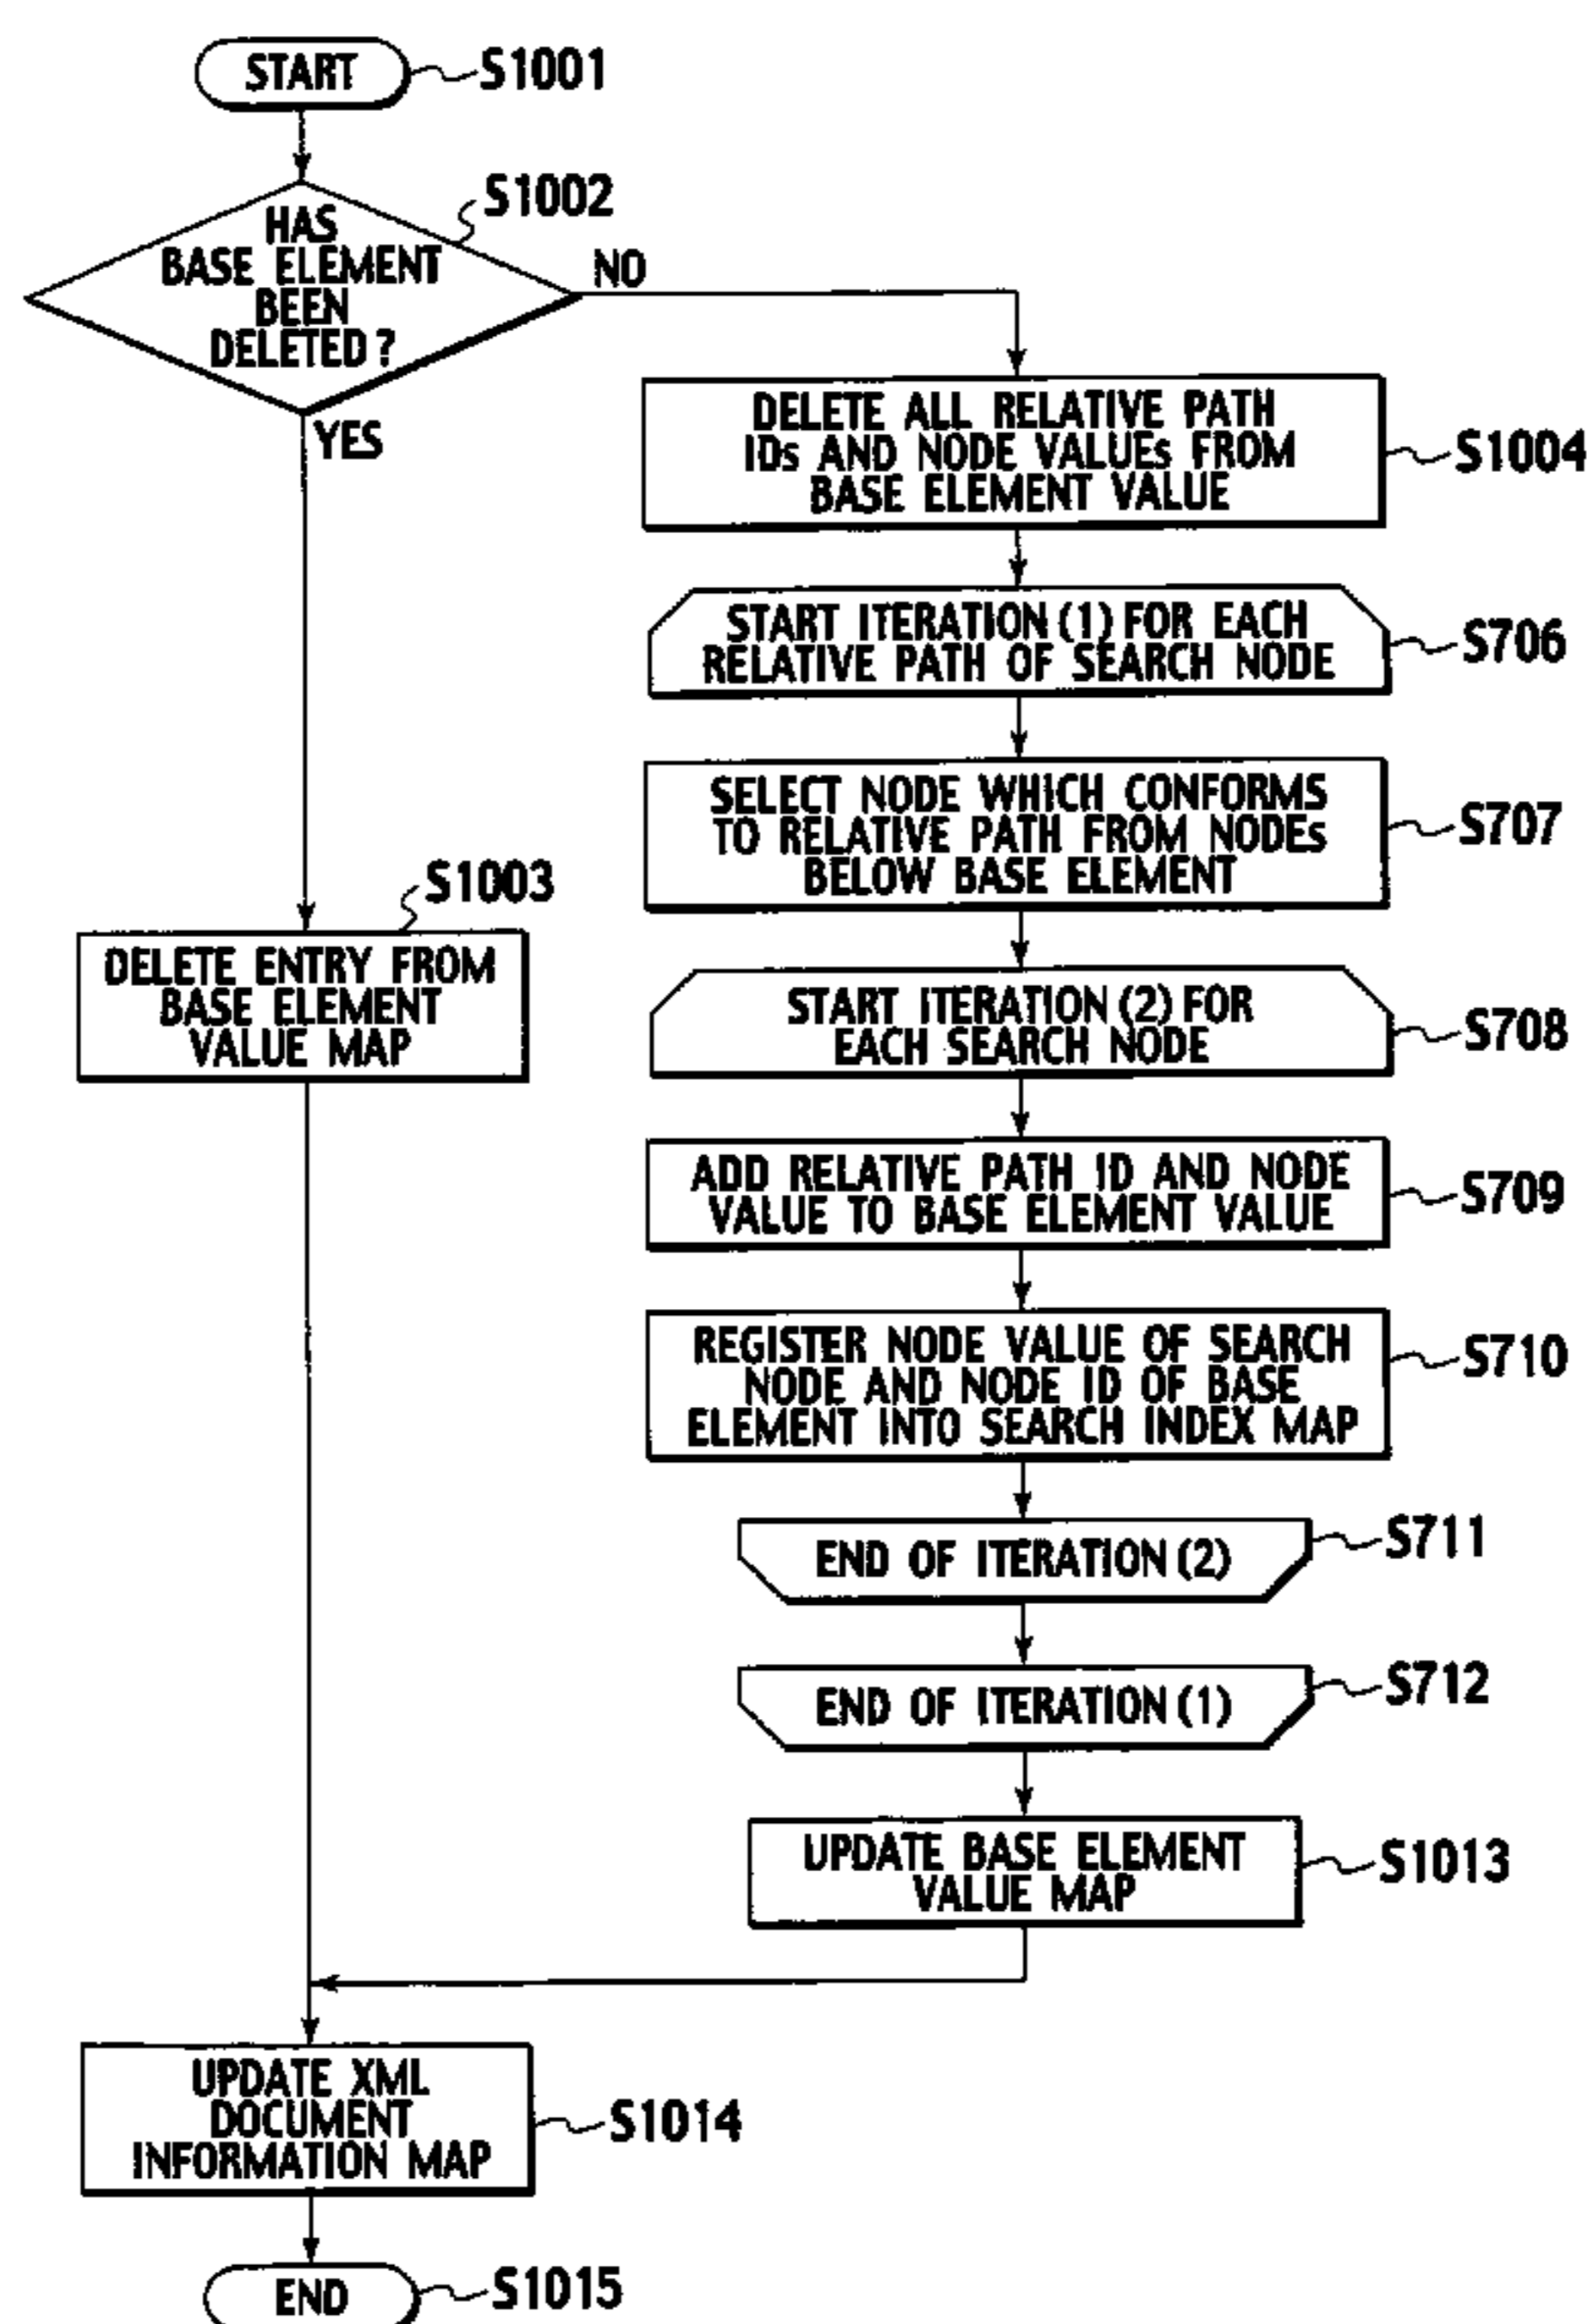 START
S1001
S1002
HAS
BASE ELEMENT
BEEN
DELETED?
NO
YES
DELETE ALL RELATIVE PATH
IDs AND NODE VALUEs FROM
BASE ELEMENT VALUE
S1004
START ITERATION (1) FOR EACH
RELATIVE PATH OF SEARCH NODE
S706
SELECT NODE WHICH CONFORMS
TO RELATIVE PATH FROM NODEs
BELOW BASE ELEMENT
S707
S1003
DELETE ENTRY FROM
BASE ELEMENT
VALUE MAP
START ITERATION (2) FOR
EACH SEARCH NODE
S708
ADD RELATIVE PATH ID AND NODE
VALUE TO BASE ELEMENT VALUE
S709
REGISTER NODE VALUE OF SEARCH
NODE AND NODE ID OF BASE
ELEMENT INTO SEARCH INDEX MAP
S710
END OF ITERATION (2)
S711
END OF ITERATION (1)
S712
UPDATE BASE ELEMENT
VALUE MAP
S1013
UPDATE XML
DOCUMENT
INFORMATION MAP
S1014
END
S1015